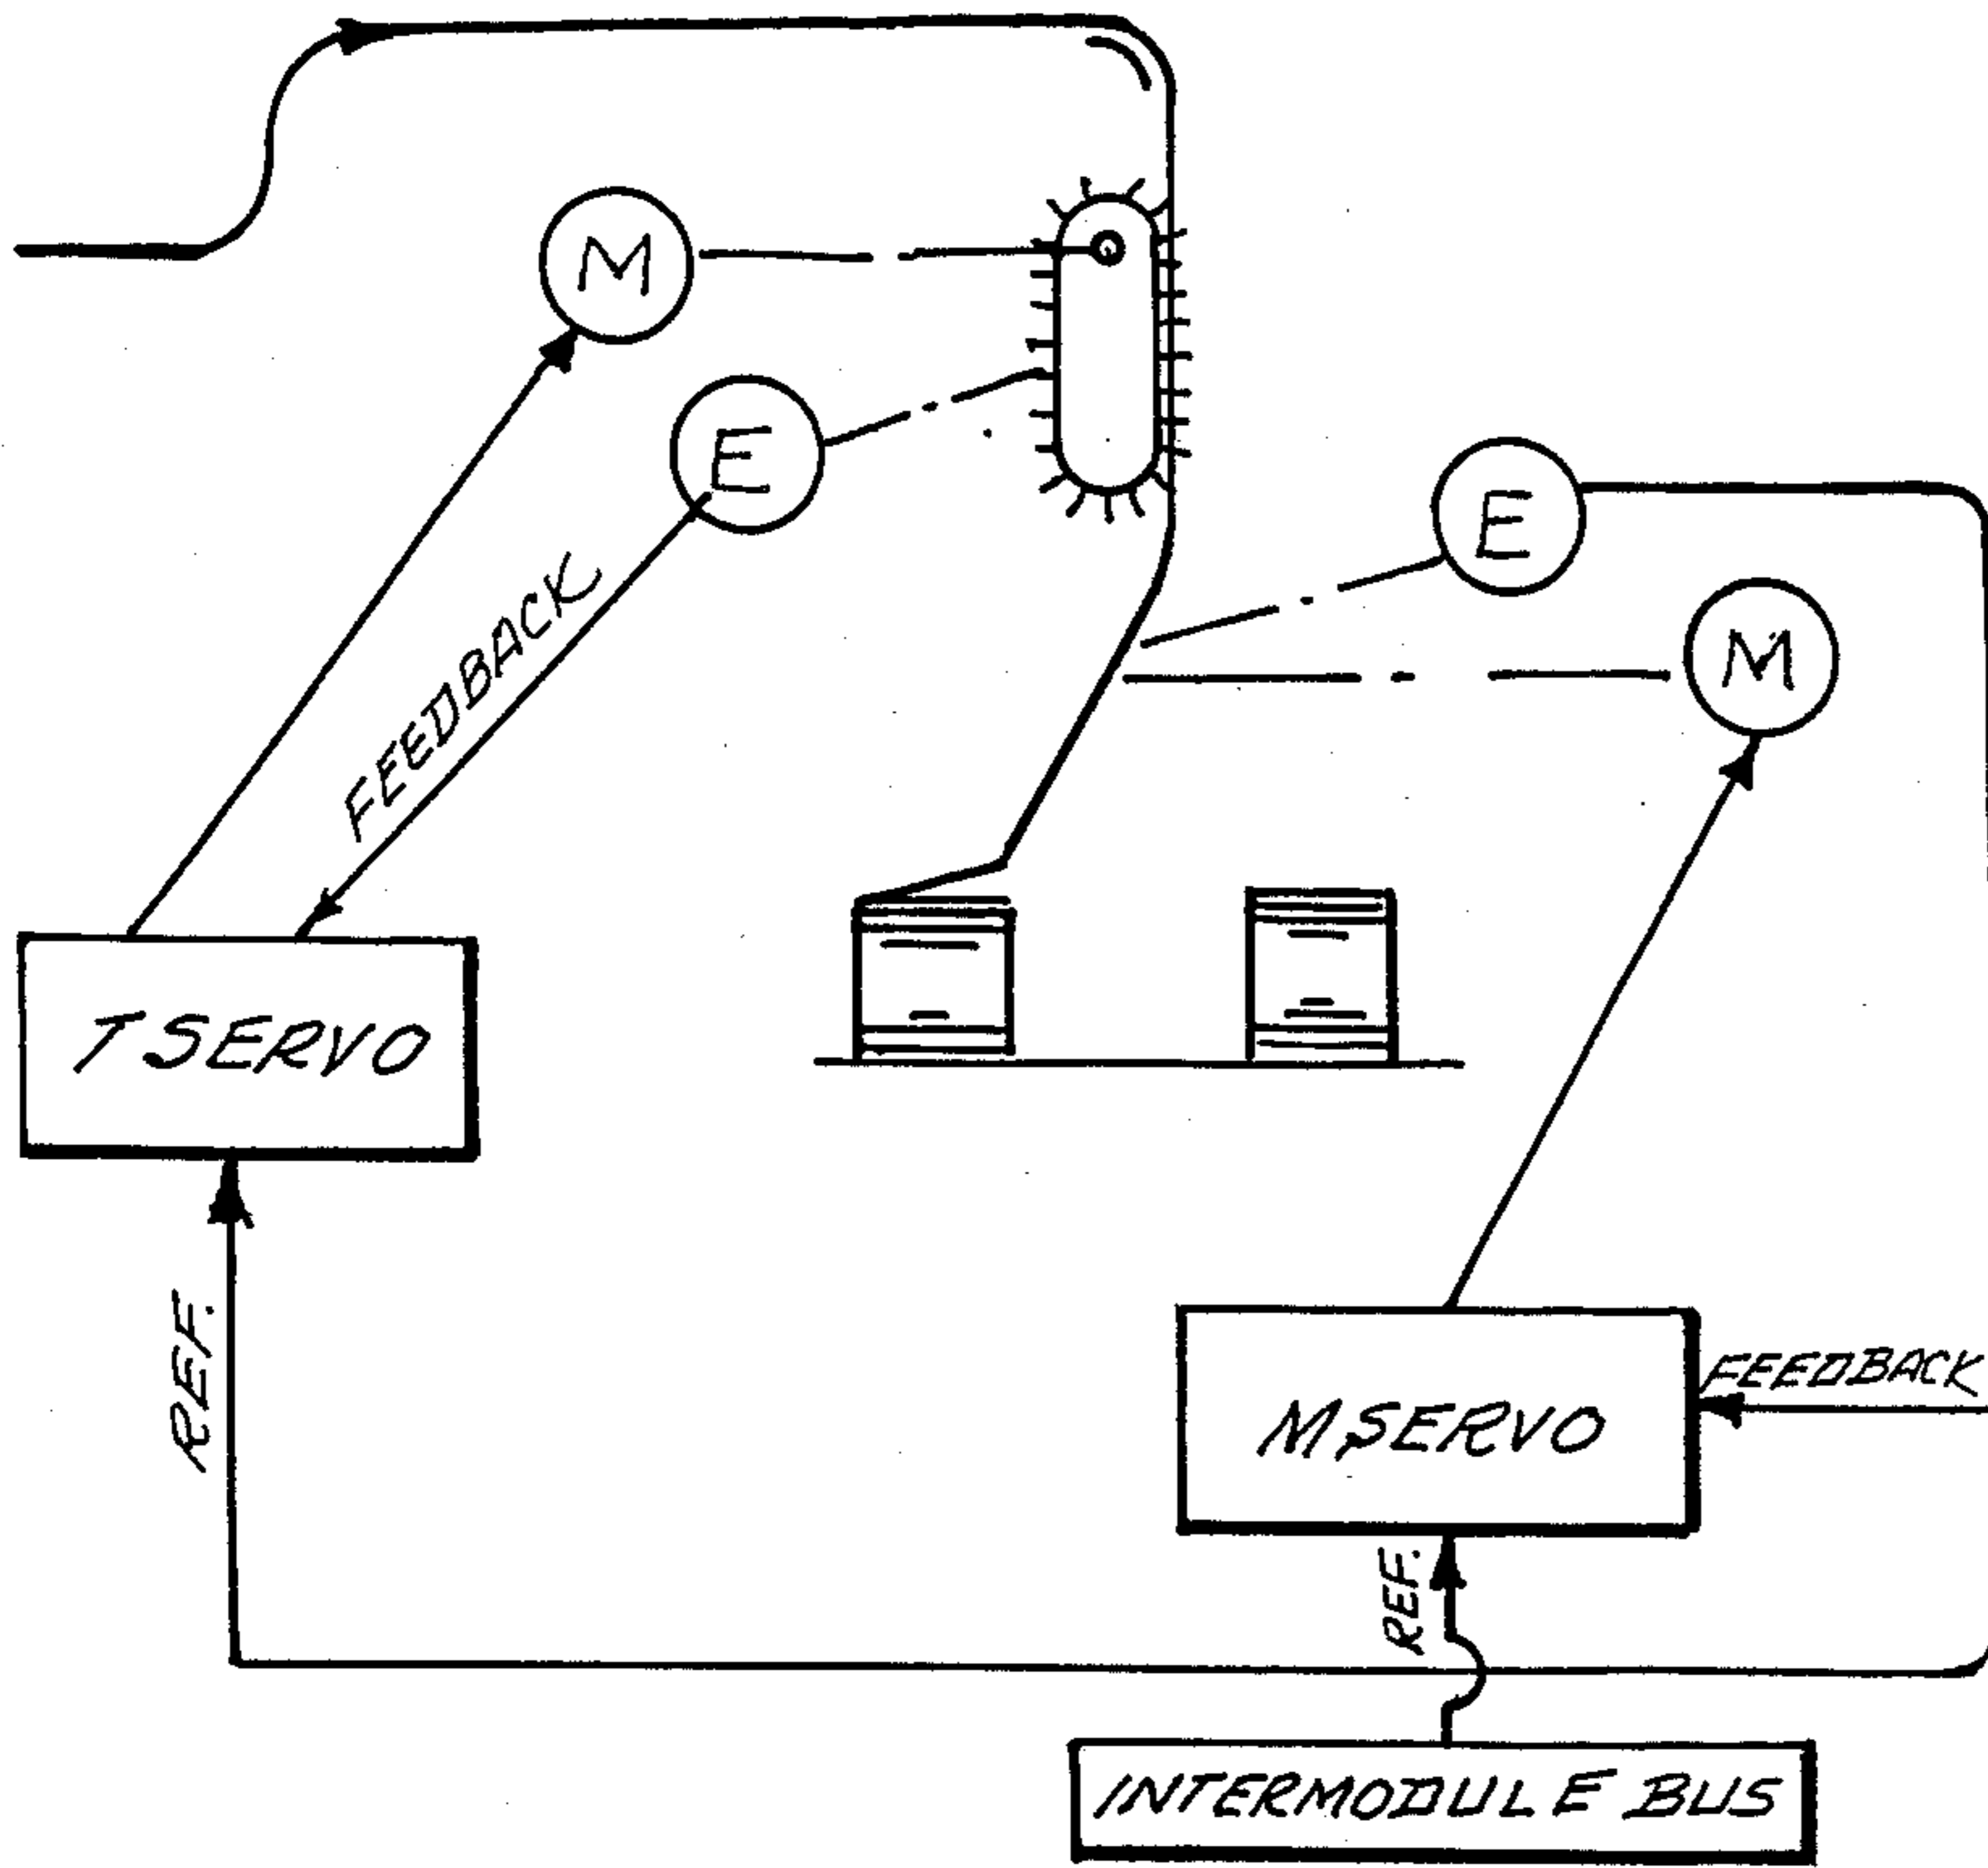 M
E
E
M
FEEDBACK
T SERVO
REF.
M SERVO
FEEDBACK
REF.
INTERMODULE BUS